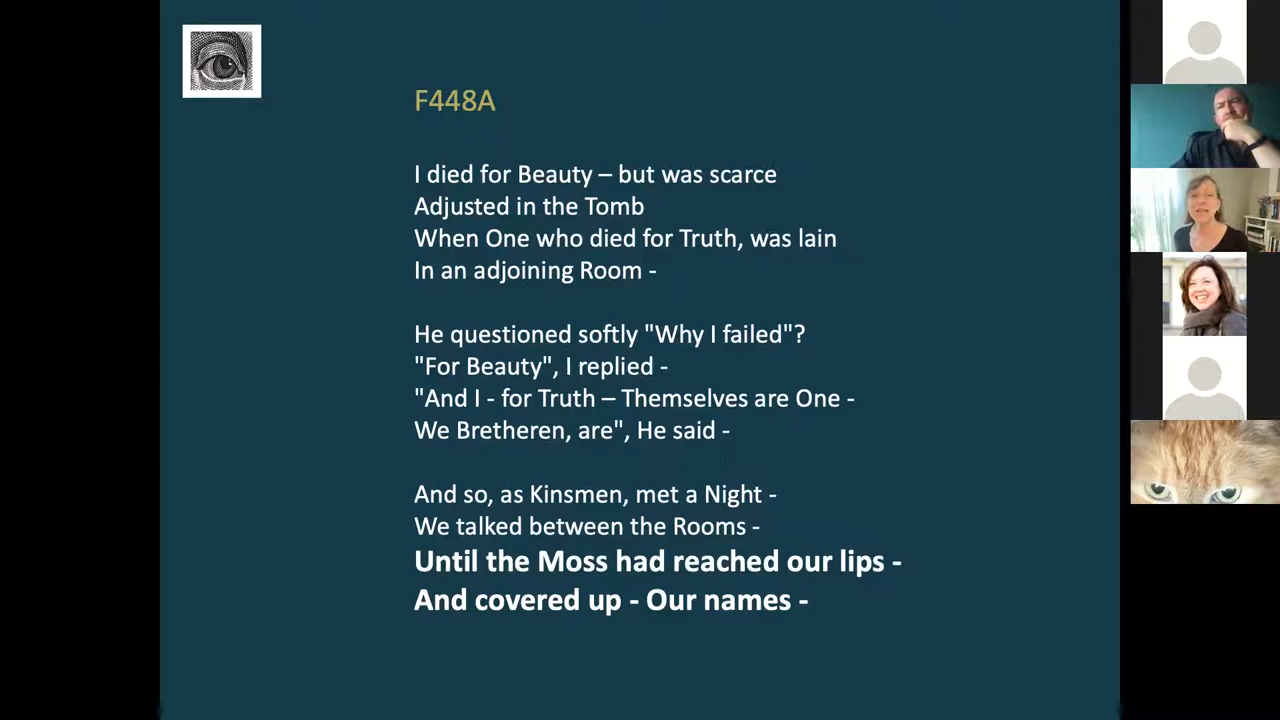 F448A
I died for Beauty – but was scarce
Adjusted in the Tomb
When One who died for Truth, was lain
In an adjoining Room -
He questioned softly "Why I failed"?
"For Beauty", I replied -
"And I - for Truth – Themselves are One -
We Bretheren, are", He said -
And so, as Kinsmen, met a Night -
We talked between the Rooms -
Until the Moss had reached our lips -
And covered up - Our names -